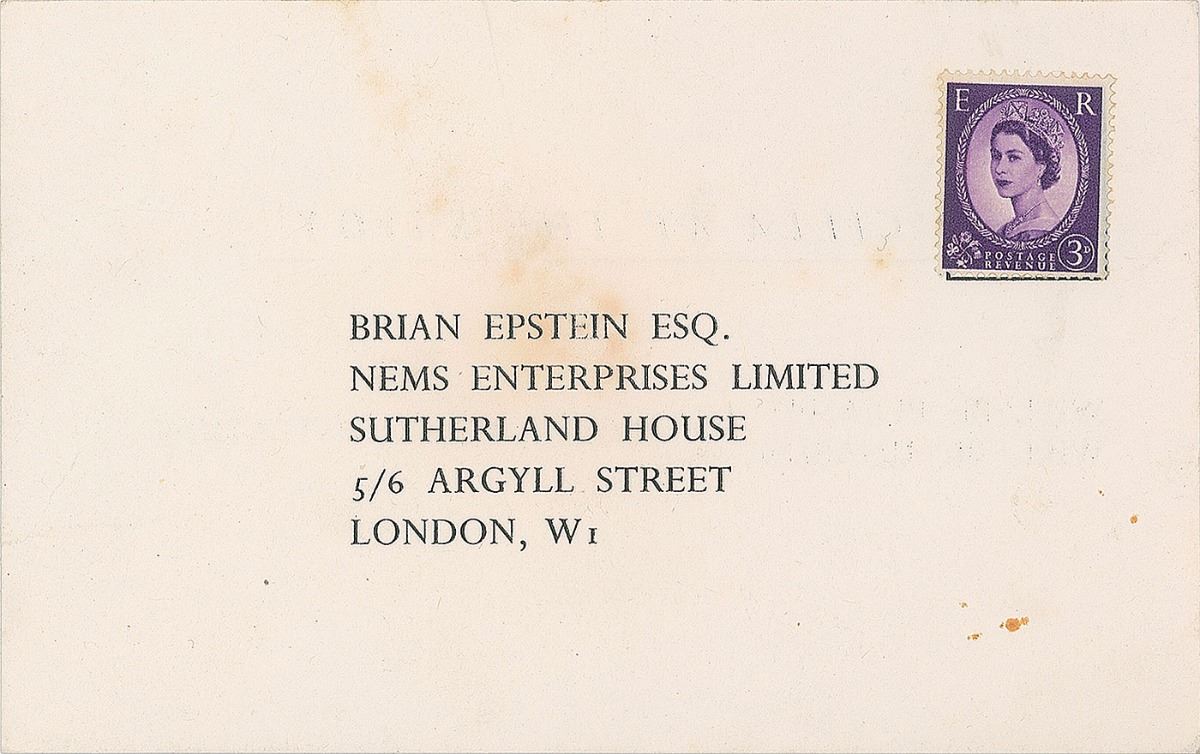 E R
POSTAGE
REVENUE
3D
BRIAN EPSTEIN ESQ.
NEMS ENTERPRISES LIMITED
SUTHERLAND HOUSE
5/6 ARGYLL STREET
LONDON, W1